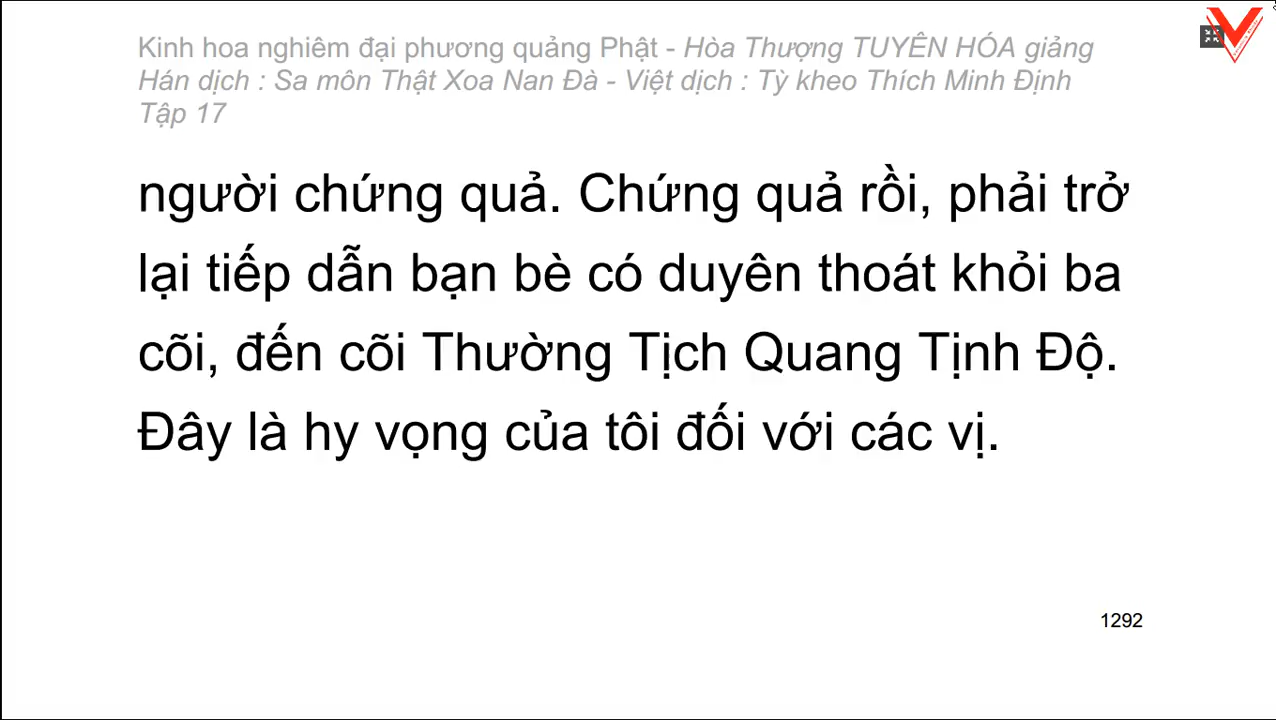 Kinh hoa nghiêm đại phương quảng Phật - Hòa Thượng TUYÊN HÓA giảng
Hán dịch : Sa môn Thật Xoa Nan Đà - Việt dịch : Tỳ kheo Thích Minh Định
Tập 17
người chứng quả. Chứng quả rồi, phải trở
lại tiếp dẫn bạn bè có duyên thoát khỏi ba
cõi, đến cõi Thường Tịch Quang Tịnh Độ.
Đây là hy vọng của tôi đối với các vị.
1292